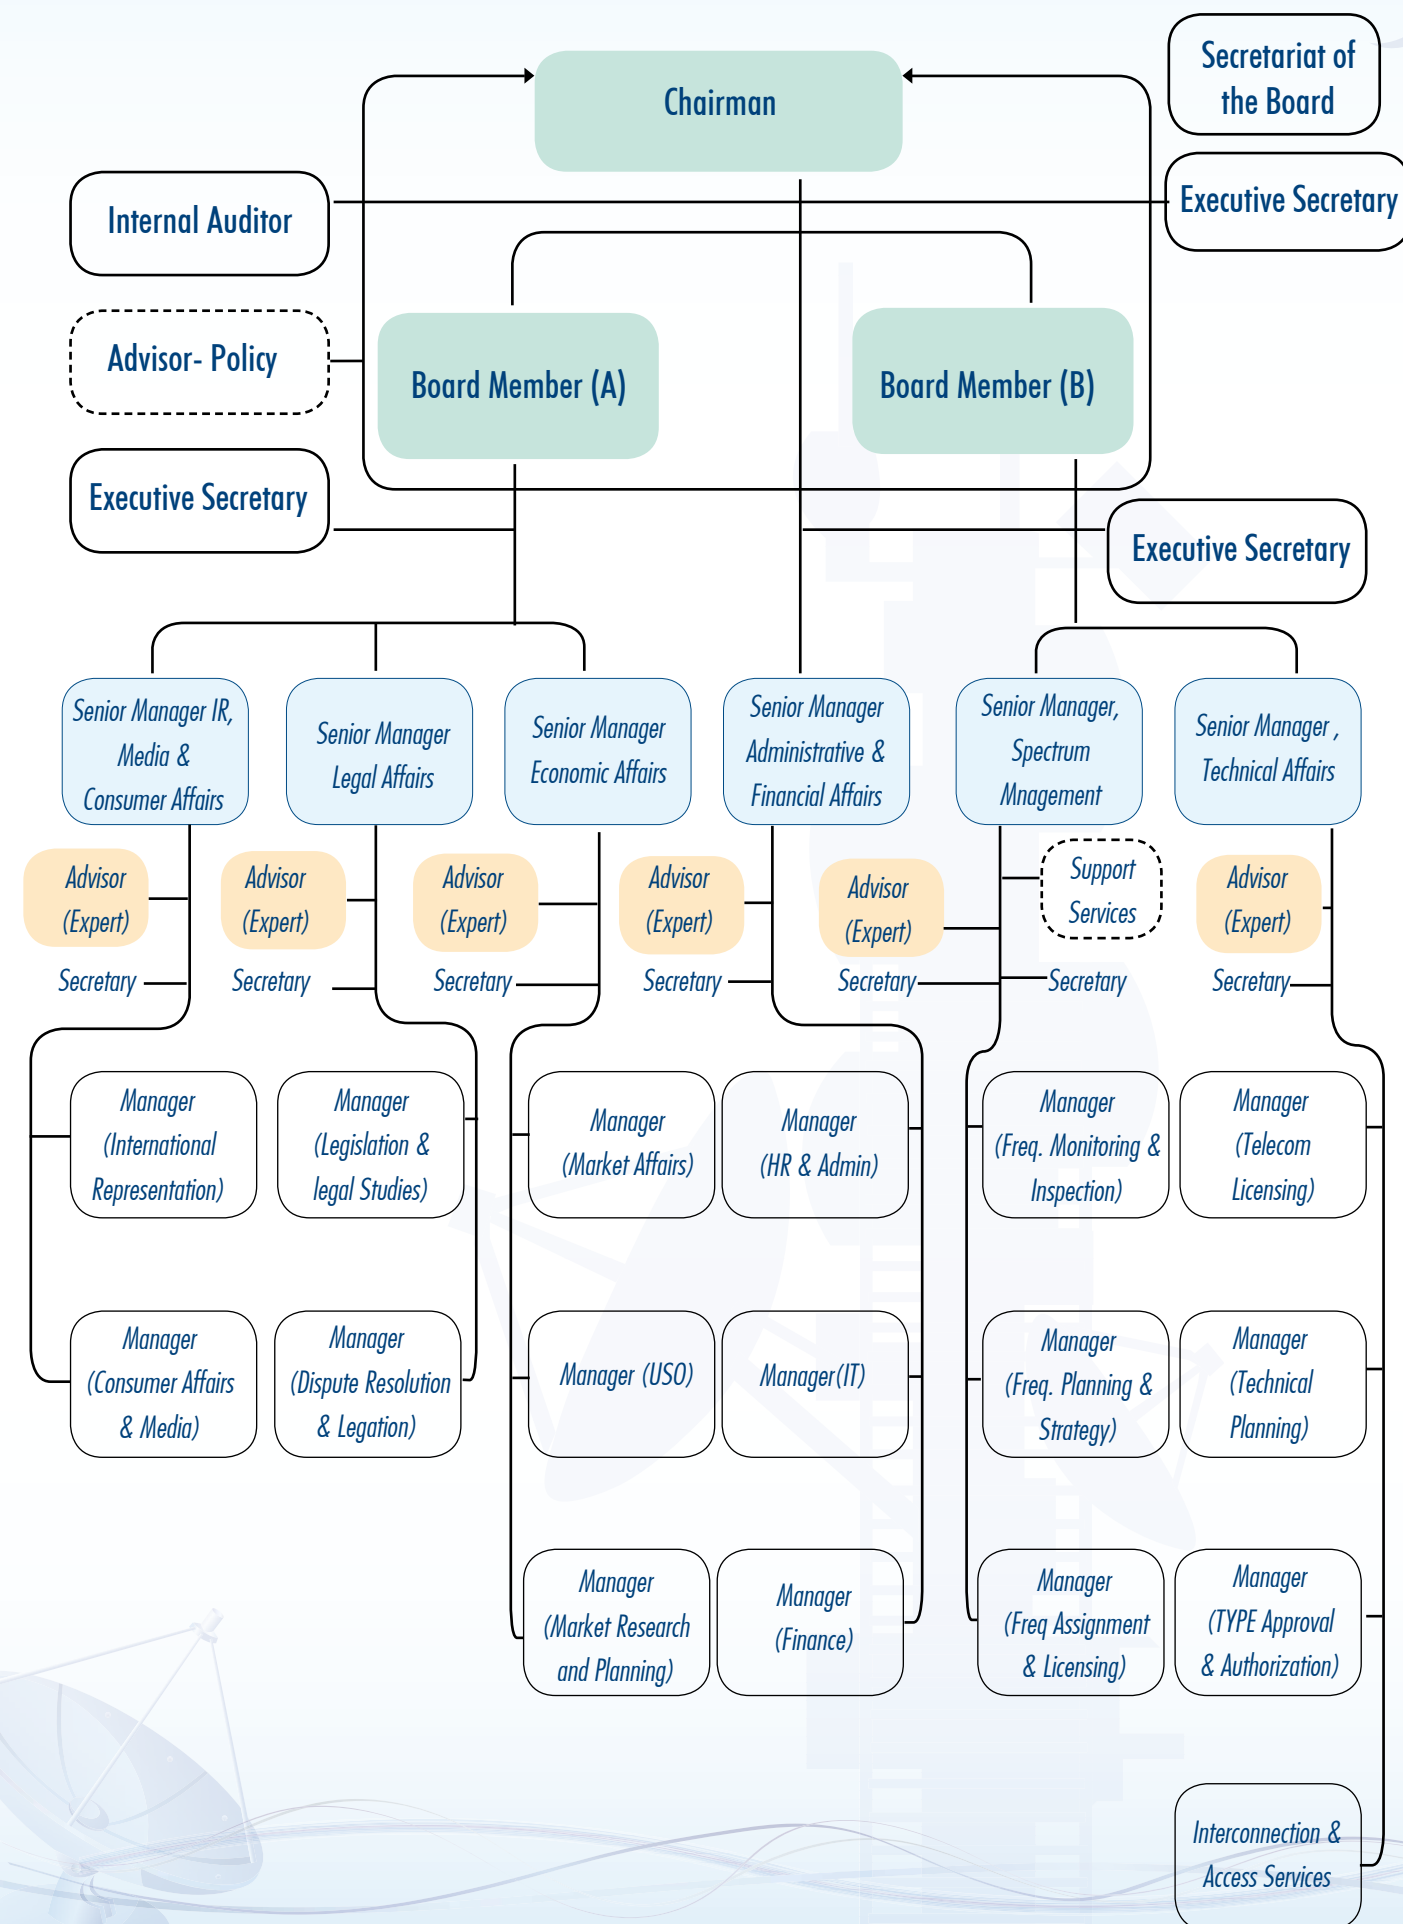 Secretariat of
the Board
Chairman
Executive Secretary
Internal Auditor
Advisor- Policy
Board Member (A)
Board Member (B)
Executive Secretary
Executive Secretary
Senior Manager IR,
Media &
Consumer Affairs
Senior Manager
Legal Affairs
Senior Manager
Economic Affairs
Senior Manager
Administrative &
Financial Affairs
Senior Manager,
Spectrum
Mnagement
Senior Manager ,
Technical Affairs
Advisor
(Expert)
Advisor
(Expert)
Advisor
(Expert)
Advisor
(Expert)
Advisor
(Expert)
Support
Services
Advisor
(Expert)
Secretary
Secretary
Secretary
Secretary
Secretary
Secretary
Secretary
Manager
(International
Representation)
Manager
(Legislation &
legal Studies)
Manager
(Market Affairs)
Manager
(HR & Admin)
Manager
(Freq. Monitoring &
Inspection)
Manager
(Telecom
Licensing)
Manager
(Consumer Affairs
& Media)
Manager
(Dispute Resolution
& Legation)
Manager (USO)
Manager(IT)
Manager
(Freq. Planning &
Strategy)
Manager
(Technical
Planning)
Manager
(Market Research
and Planning)
Manager
(Finance)
Manager
(Freq Assignment
& Licensing)
Manager
(TYPE Approval
& Authorization)
Interconnection &
Access Services